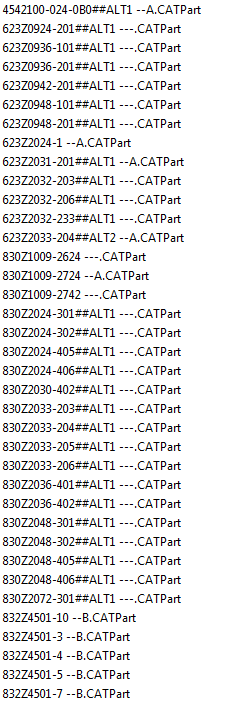 4542100-024-0B0##ALT1 --A.CATPart
623Z0924-201##ALT1 ---.CATPart
623Z0936-101##ALT1 ---.CATPart
623Z0936-201##ALT1 ---.CATPart
623Z0942-201##ALT1 ---.CATPart
623Z0948-101##ALT1 ---.CATPart
623Z0948-201##ALT1 ---.CATPart
623Z2024-1 --A.CATPart
623Z2031-201##ALT1 --A.CATPart
623Z2032-203##ALT1 ---.CATPart
623Z2032-206##ALT1 ---.CATPart
623Z2032-233##ALT1 ---.CATPart
623Z2033-204##ALT2 --A.CATPart
830Z1009-2624 ---.CATPart
830Z1009-2724 --A.CATPart
830Z1009-2742 ---.CATPart
830Z2024-301##ALT1 ---.CATPart
830Z2024-302##ALT1 ---.CATPart
830Z2024-405##ALT1 ---.CATPart
830Z2024-406##ALT1 ---.CATPart
830Z2030-402##ALT1 ---.CATPart
830Z2033-203##ALT1 ---.CATPart
830Z2033-204##ALT1 ---.CATPart
830Z2033-205##ALT1 ---.CATPart
830Z2033-206##ALT1 ---.CATPart
830Z2036-401##ALT1 ---.CATPart
830Z2036-402##ALT1 ---.CATPart
830Z2048-301##ALT1 ---.CATPart
830Z2048-302##ALT1 ---.CATPart
830Z2048-405##ALT1 ---.CATPart
830Z2048-406##ALT1 ---.CATPart
830Z2072-301##ALT1 ---.CATPart
832Z4501-10 --B.CATPart
832Z4501-3 --B.CATPart
832Z4501-4 --B.CATPart
832Z4501-5 --B.CATPart
832Z4501-7 --B.CATPart